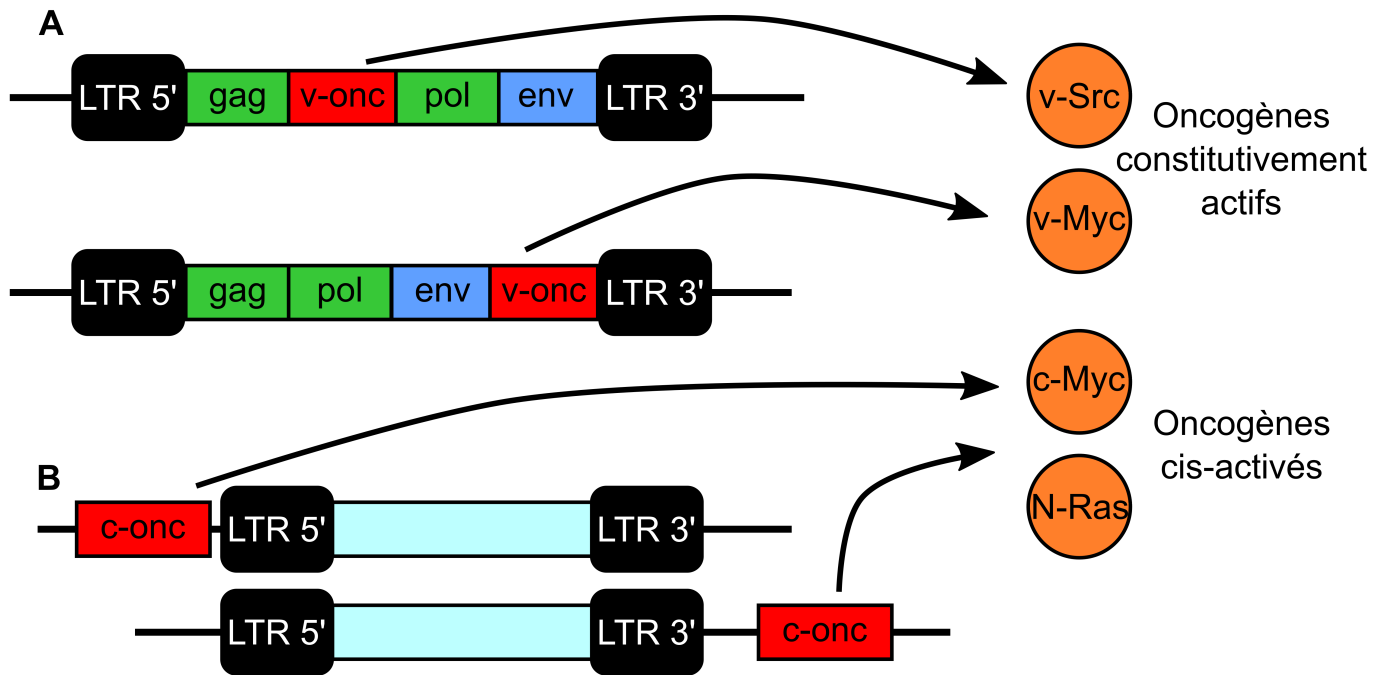 A
LTR 5' gag v-onc pol env LTR 3'
v-Src
Oncogènes
constitutivement
actifs
v-Myc
LTR 5' gag pol env v-onc LTR 3'
c-Myc
Oncogènes
cis-activés
N-Ras
B
c-onc LTR 5' LTR 3'
LTR 5' LTR 3' c-onc